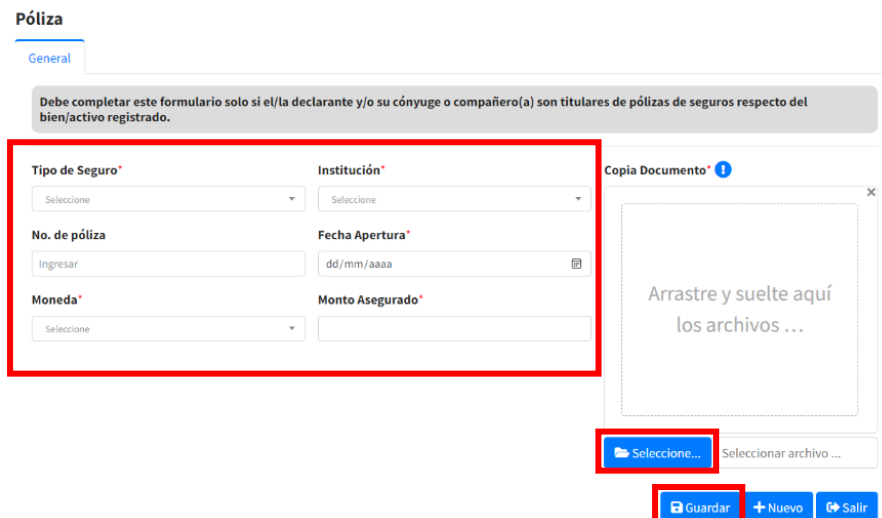 Póliza
General
Debe completar este formulario solo si el/la declarante y/o su cónyuge o compañero(a) son titulares de pólizas de seguros respecto del
bien/activo registrado.
Tipo de Seguro*
Institución*
Copia Documento* !
Seleccione
Seleccione
No. de póliza
Fecha Apertura*
Ingresar
dd/mm/aaaa
Moneda*
Monto Asegurado*
Seleccione
Arrastre y suelte aquí
los archivos ...
Seleccione...
Seleccionar archivo ...
Guardar
+ Nuevo
Salir